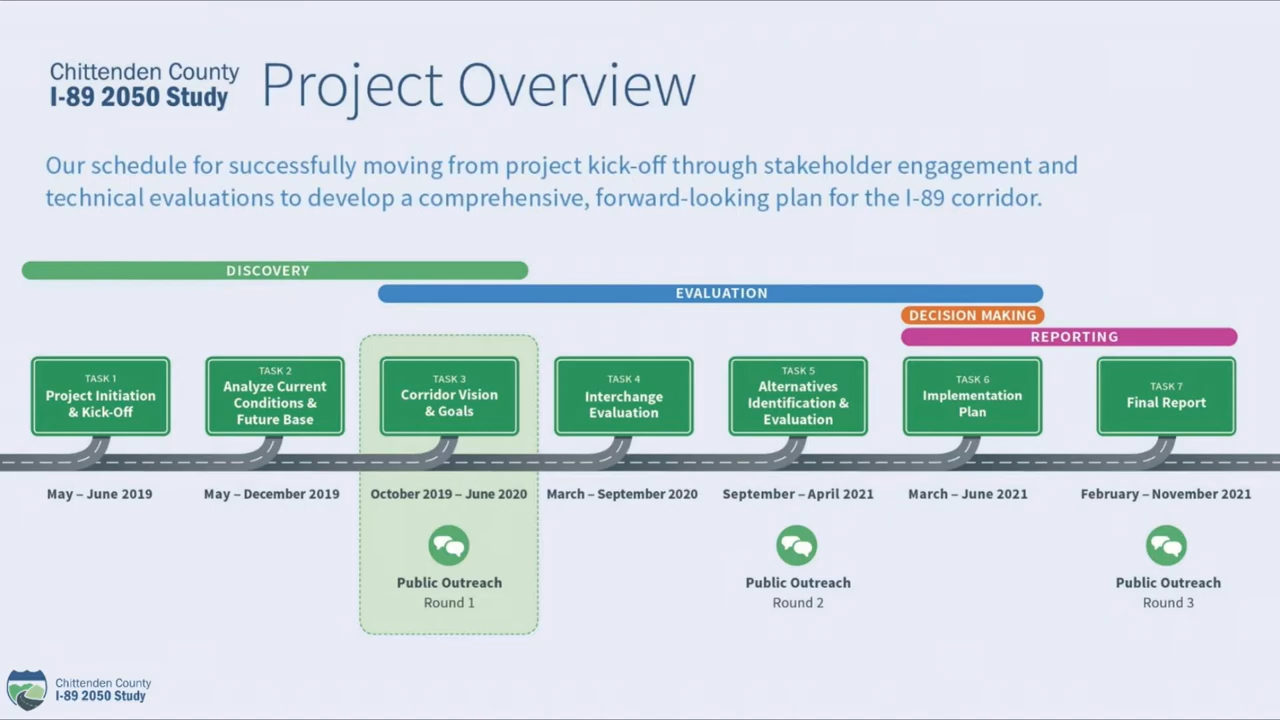 Chittenden County
I-89 2050 Study
Project Overview
Our schedule for successfully moving from project kick-off through stakeholder engagement and
technical evaluations to develop a comprehensive, forward-looking plan for the I-89 corridor.
DISCOVERY
EVALUATION
DECISION MAKING
REPORTING
TASK 1
Project Initiation
& Kick-Off
May – June 2019
TASK 2
Analyze Current
Conditions &
Future Base
May – December 2019
TASK 3
Corridor Vision
& Goals
October 2019 – June 2020
Public Outreach
Round 1
TASK 4
Interchange
Evaluation
March – September 2020
TASK 5
Alternatives
Identification &
Evaluation
September – April 2021
Public Outreach
Round 2
TASK 6
Implementation
Plan
March – June 2021
TASK 7
Final Report
February – November 2021
Public Outreach
Round 3
Chittenden County
I-89 2050 Study